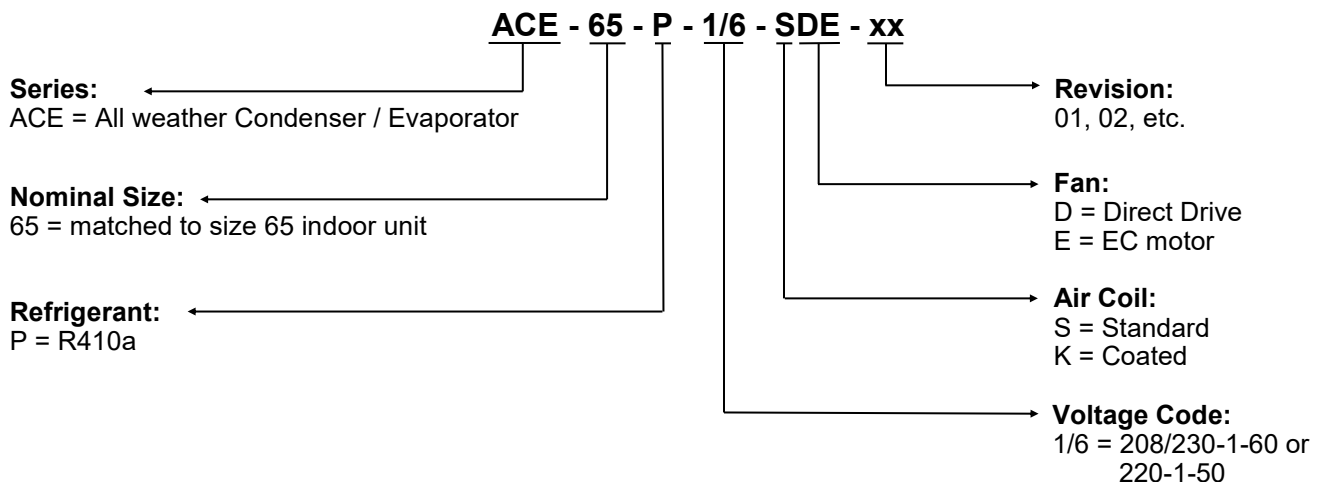 ACE - 65 - P - 1/6 - SDE - xx
Series:
ACE = All weather Condenser / Evaporator
Nominal Size:
65 = matched to size 65 indoor unit
Refrigerant:
P = R410a
Revision:
01, 02, etc.
Fan:
D = Direct Drive
E = EC motor
Air Coil:
S = Standard
K = Coated
Voltage Code:
1/6 = 208/230-1-60 or
220-1-50